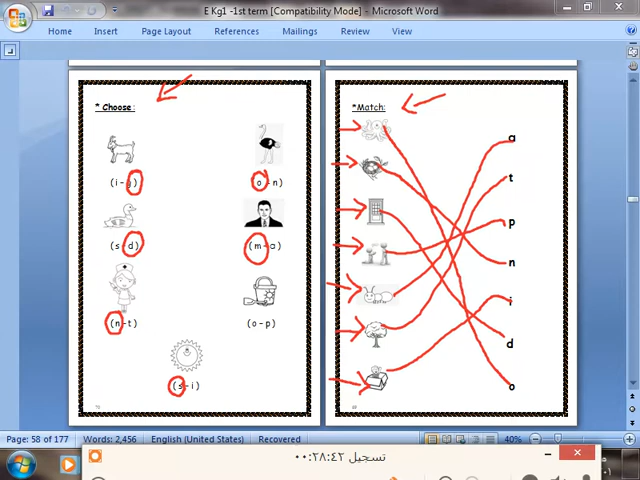 E Kg1 -1st term [Compatibility Mode] - Microsoft Word
Home Insert Page Layout References Mailings Review View
* Choose:
(i - g)
(o - n)
(s - d)
(m - a)
(n - t)
(o - p)
(s - i)
*Match:
a
t
p
n
i
d
o
Page: 58 of 177 Words: 2,456 English (United States) Recovered 40%
تسجيل ٠٠:٢٨:٤٢